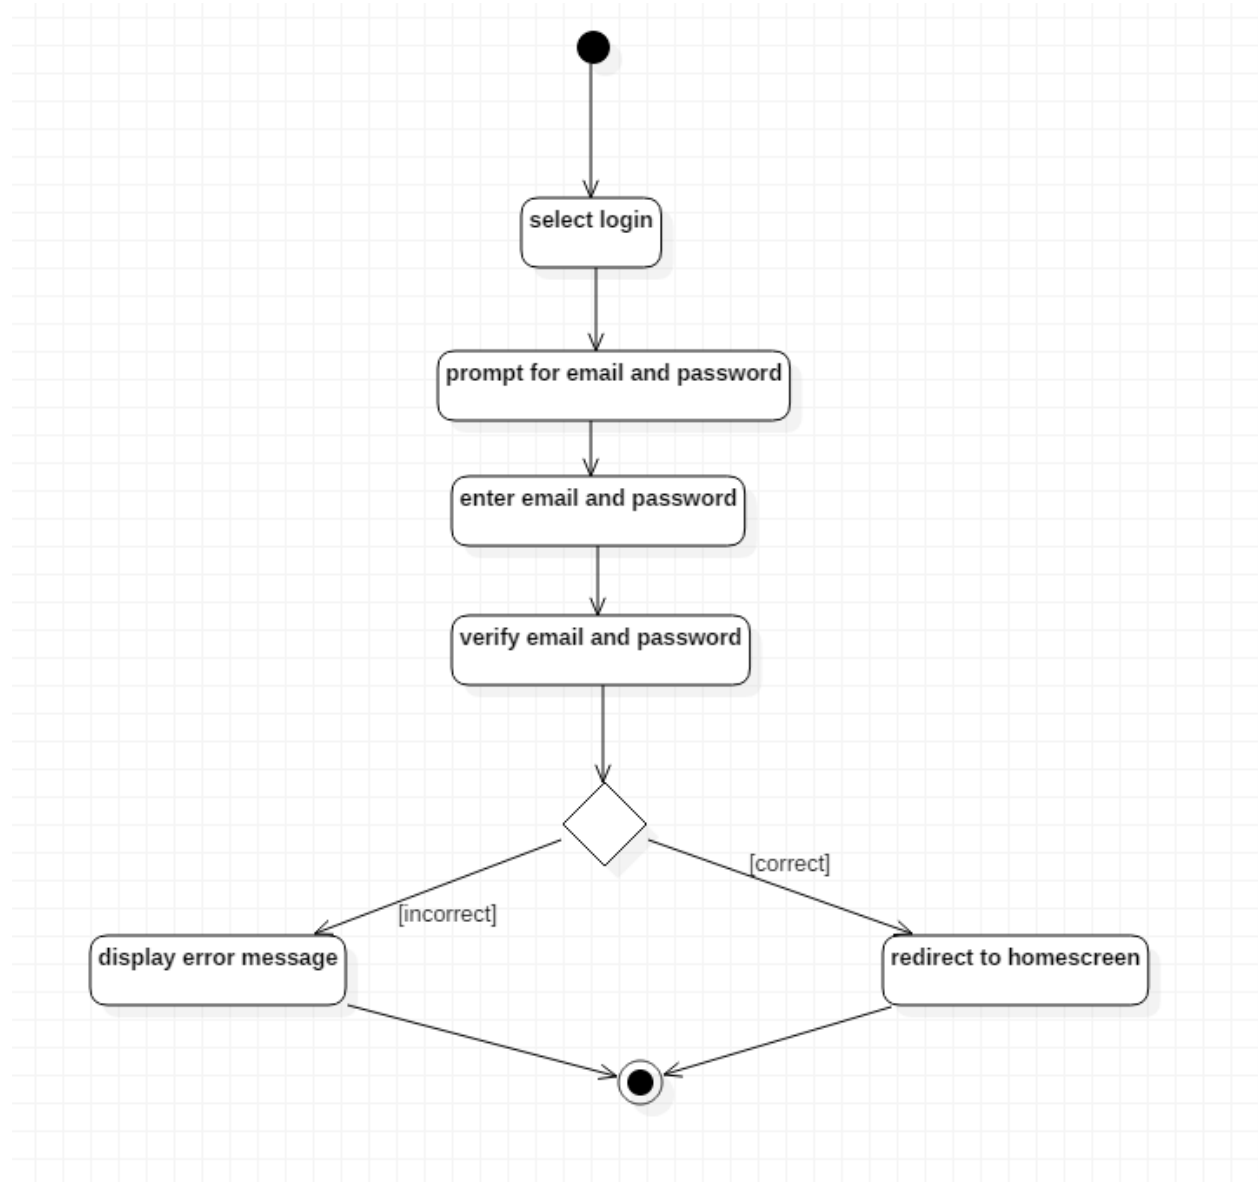 select login
prompt for email and password
enter email and password
verify email and password
[correct]
[incorrect]
display error message
redirect to homescreen